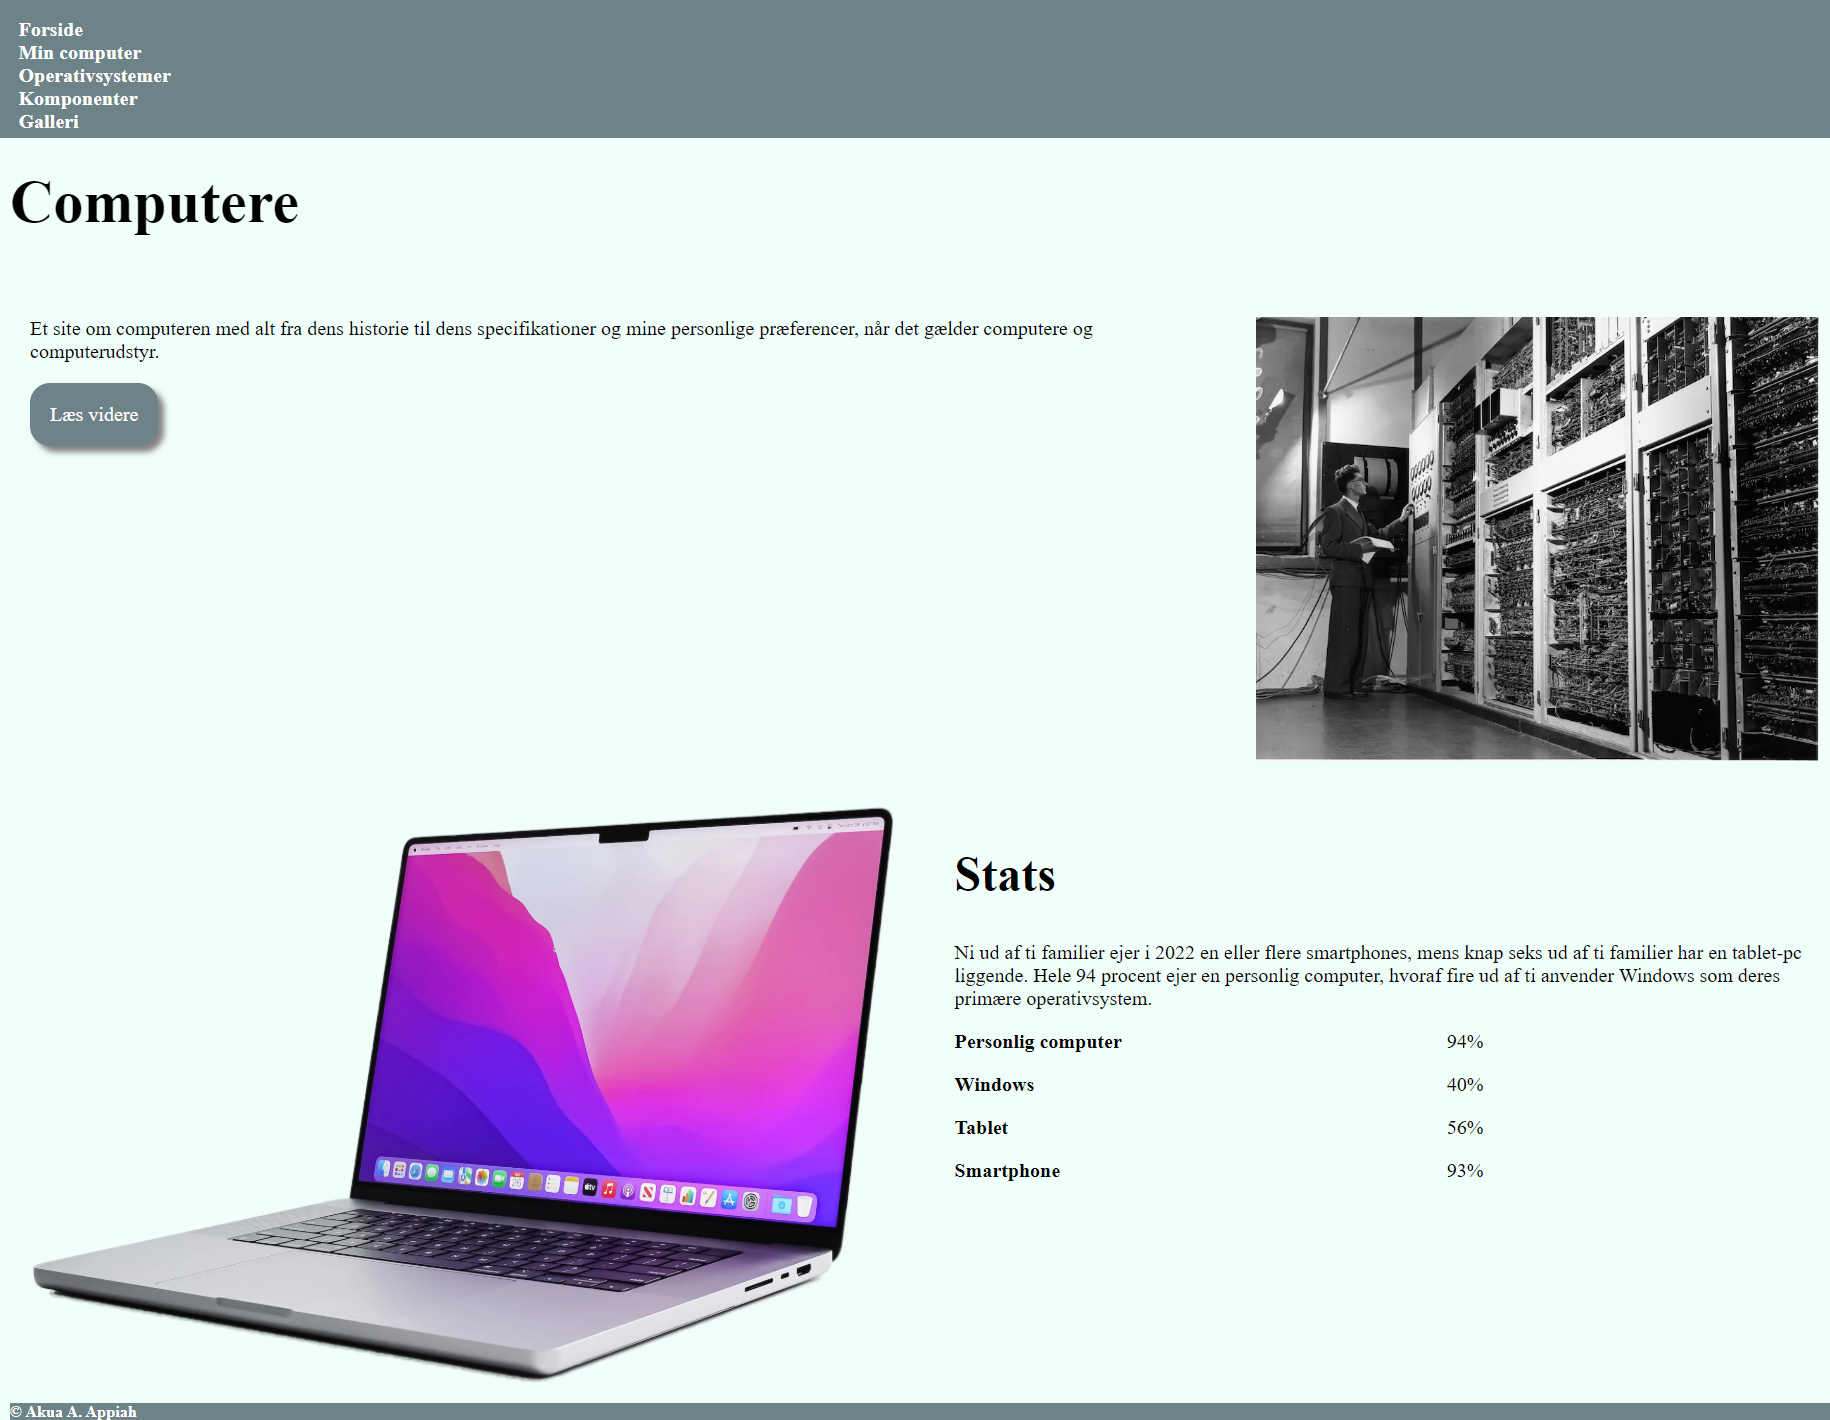 Forside
Min computer
Operativsystemer
Komponenter
Galleri
Computere
Et site om computeren med alt fra dens historie til dens specifikationer og mine personlige præferencer, når det gælder computere og
computerudstyr.
Læs videre
Stats
Ni ud af ti familier ejer i 2022 en eller flere smartphones, mens knap seks ud af ti familier har en tablet-pc
liggende. Hele 94 procent ejer en personlig computer, hvoraf fire ud af ti anvender Windows som deres
primære operativsystem.
Personlig computer 94%
Windows 40%
Tablet 56%
Smartphone 93%
© Akua A. Appiah